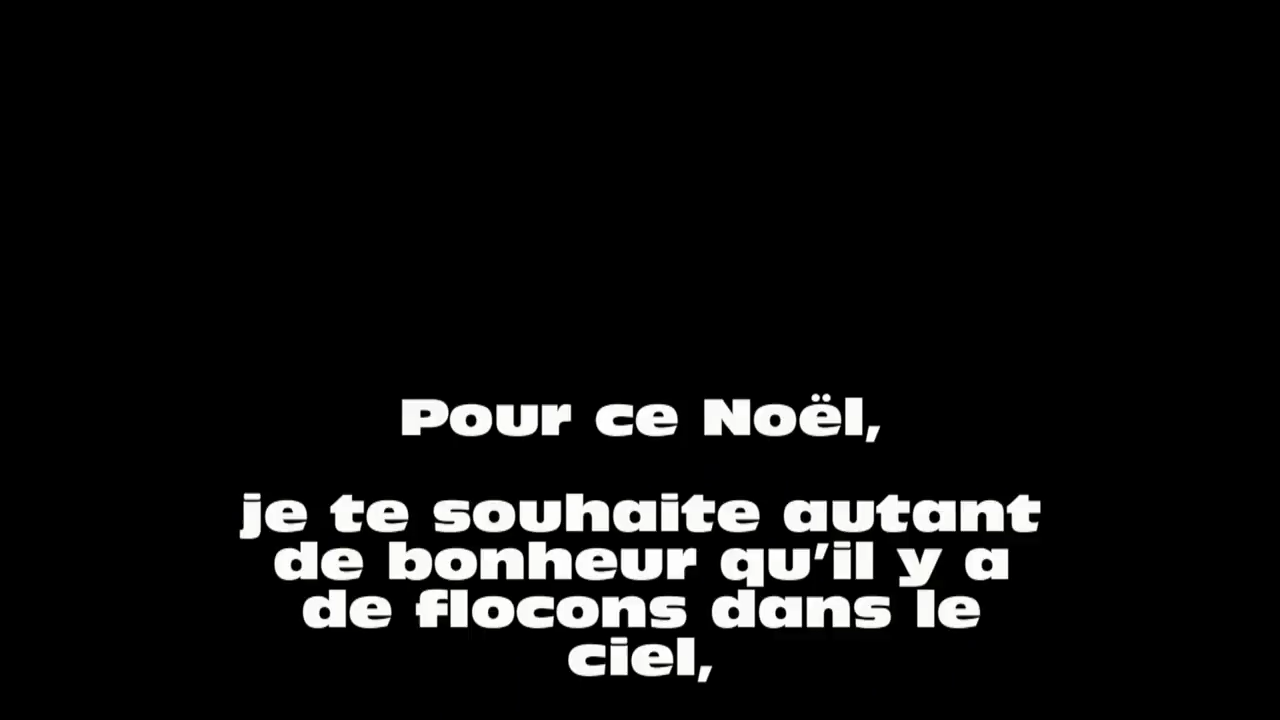 Pour ce Noël,
je te souhaite autant
de bonheur qu'il y a
de flocons dans le
ciel,